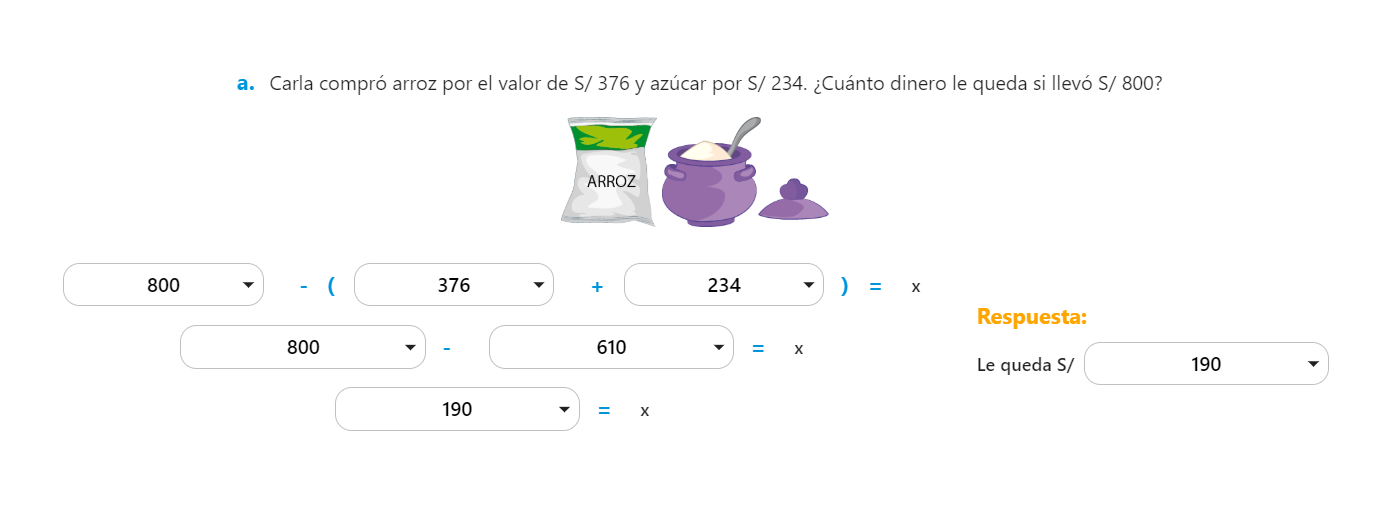 a. Carla compró arroz por el valor de S/ 376 y azúcar por S/ 234. ¿Cuánto dinero le queda si llevó S/ 800?
ARROZ
800 - ( 376 + 234 ) = x
800 - 610 = x
190 = x
Respuesta:
Le queda S/ 190